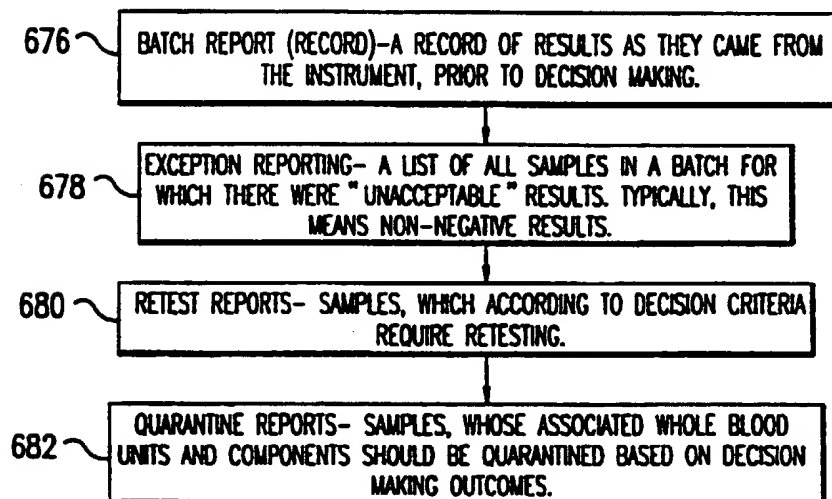 676
BATCH REPORT (RECORD)-A RECORD OF RESULTS AS THEY CAME FROM
THE INSTRUMENT, PRIOR TO DECISION MAKING.
678
EXCEPTION REPORTING- A LIST OF ALL SAMPLES IN A BATCH FOR
WHICH THERE WERE "UNACCEPTABLE" RESULTS. TYPICALLY, THIS
MEANS NON-NEGATIVE RESULTS.
680
RETEST REPORTS- SAMPLES, WHICH ACCORDING TO DECISION CRITERIA
REQUIRE RETESTING.
682
QUARANTINE REPORTS- SAMPLES, WHOSE ASSOCIATED WHOLE BLOOD
UNITS AND COMPONENTS SHOULD BE QUARANTINED BASED ON DECISION
MAKING OUTCOMES.